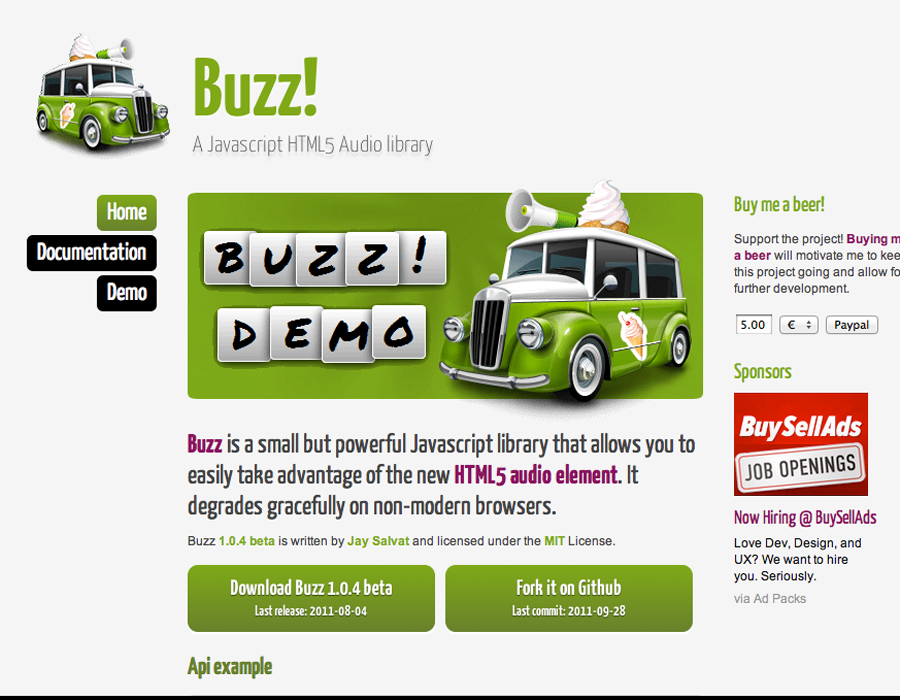 Buzz!
A Javascript HTML5 Audio library
Home
Documentation
Demo
BUZZ!
DEMO
Buzz is a small but powerful Javascript library that allows you to
easily take advantage of the new HTML5 audio element. It
degrades gracefully on non-modern browsers.
Buzz 1.0.4 beta is written by Jay Salvat and licensed under the MIT License.
Download Buzz 1.0.4 beta
Last release: 2011-08-04
Fork it on Github
Last commit: 2011-09-28
Api example
Buy me a beer!
Support the project! Buying m
a beer will motivate me to kee
this project going and allow fo
further development.
5.00 € Paypal
Sponsors
BuySellAds
JOB OPENINGS
Now Hiring @ BuySellAds
Love Dev, Design, and
UX? We want to hire
you. Seriously.
via Ad Packs